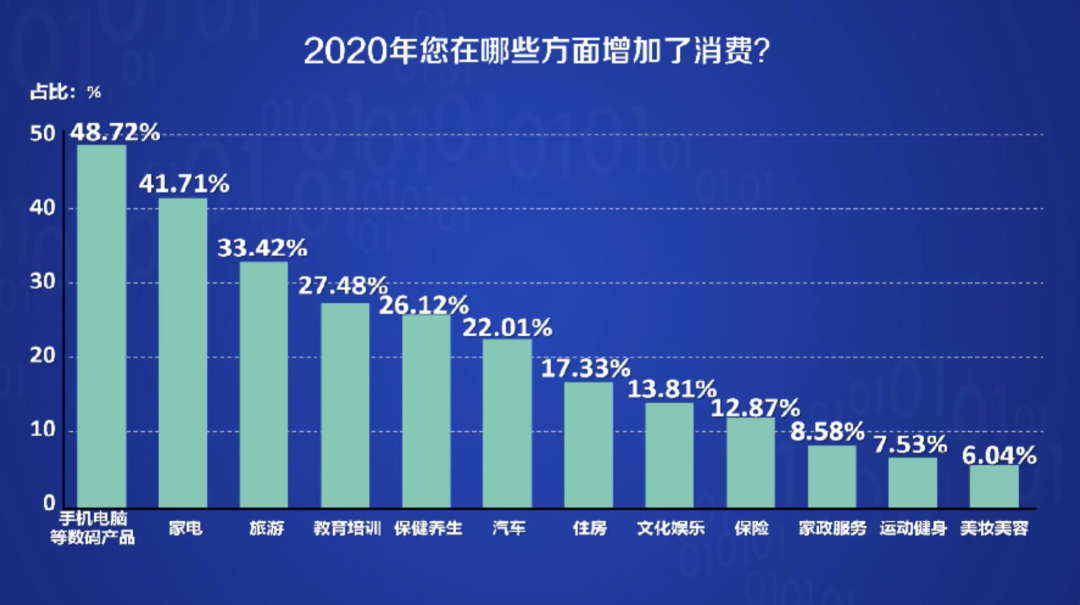 2020年您在哪些方面增加了消费?
占比: %
50
40
30
20
10
0
48.72%
41.71%
33.42%
27.48%
26.12%
22.01%
17.33%
13.81%
12.87%
8.58%
7.53%
6.04%
手机电脑
等数码产品
家电
旅游
教育培训
保健养生
汽车
住房
文化娱乐
保险
家政服务
运动健身
美妆美容